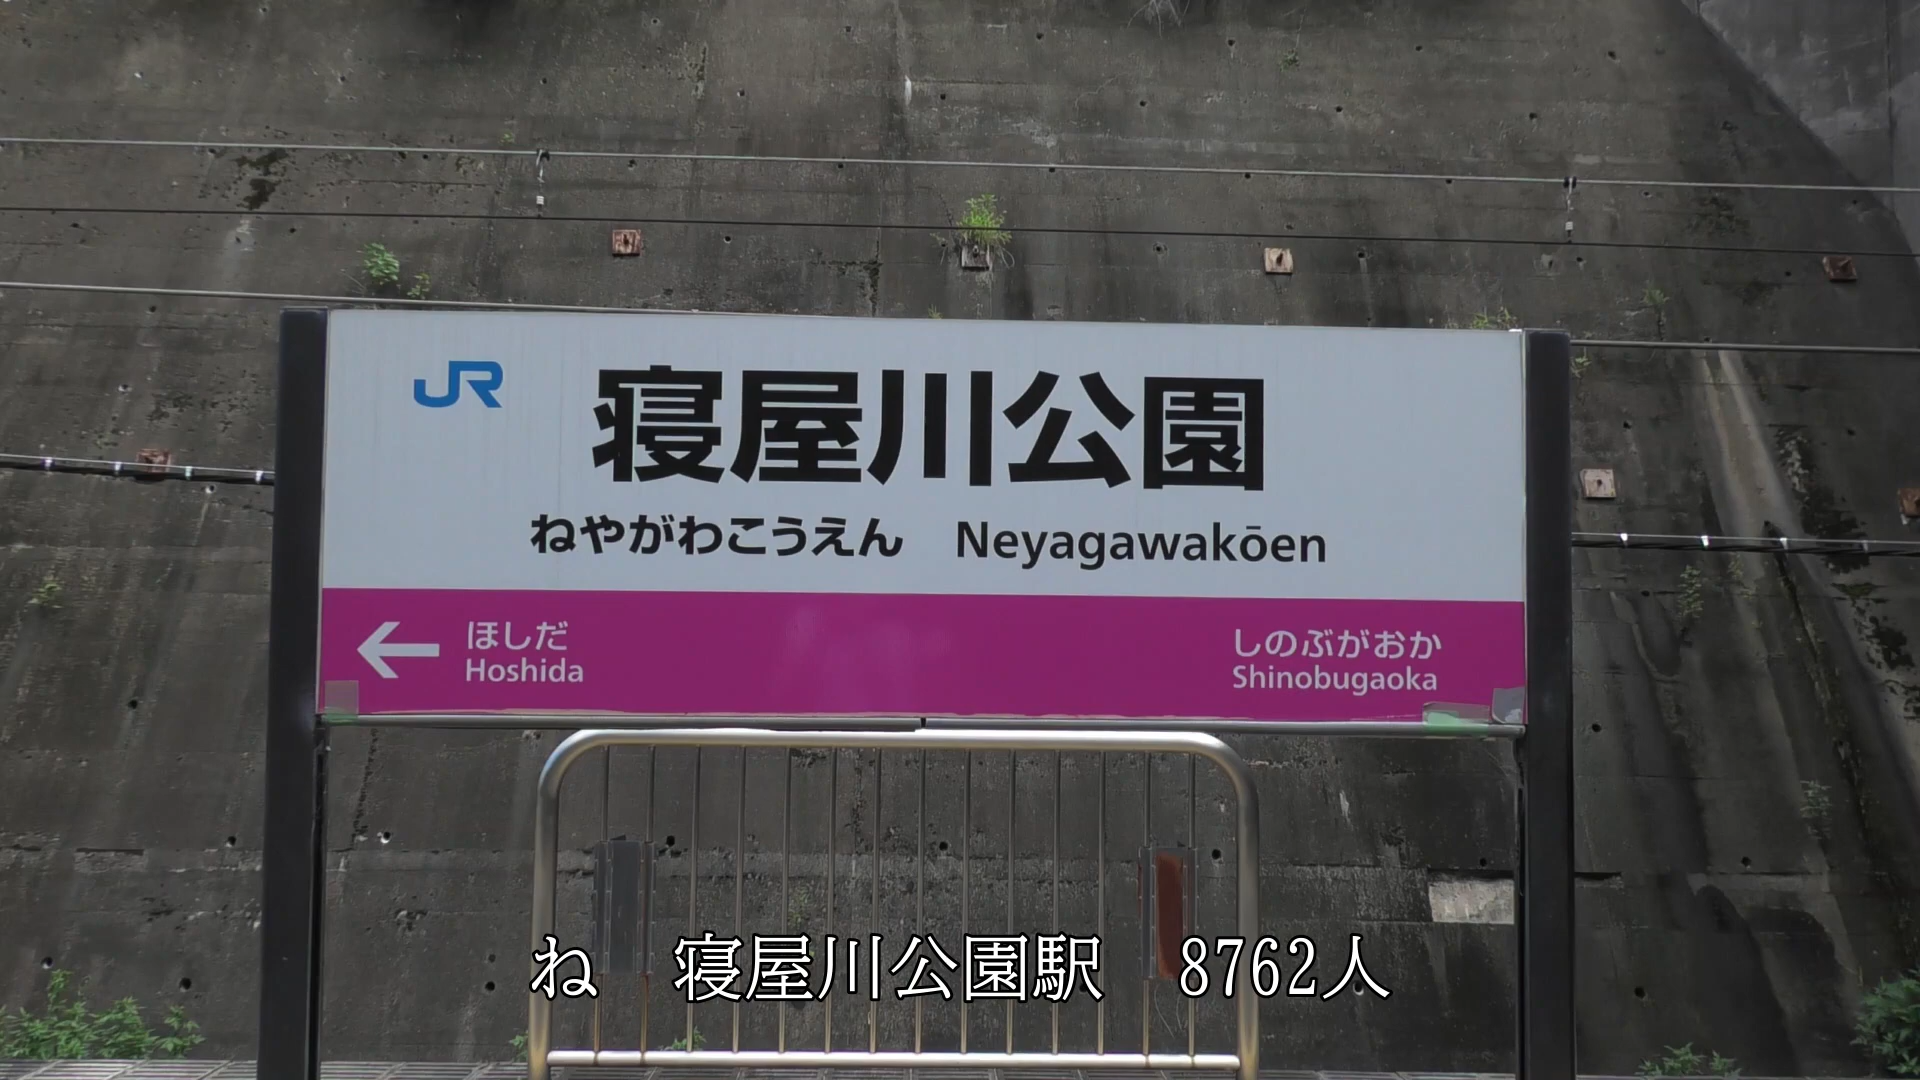 JR
寝屋川公園
ねやがわこうえん Neyagawakōen
← ほしだ
Hoshida
しのぶがおか
Shinobugaoka
ね 寝屋川公園駅 8762人